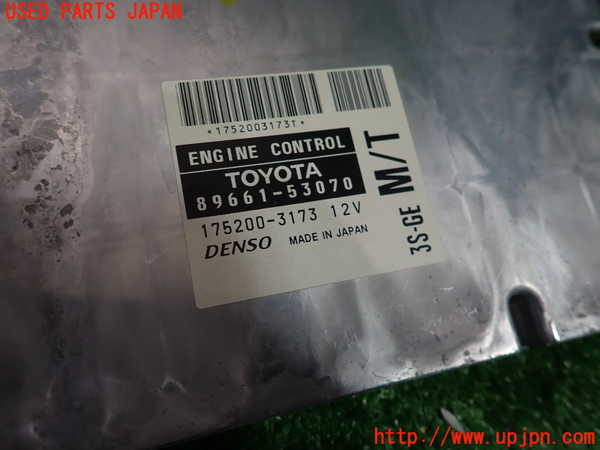 USED PARTS JAPAN
*1752003173T*
ENGINE CONTROL
TOYOTA
89661-53070
175200-3173 12V
DENSO MADE IN JAPAN
3S-GE M/T
http://www.upjpn.com/